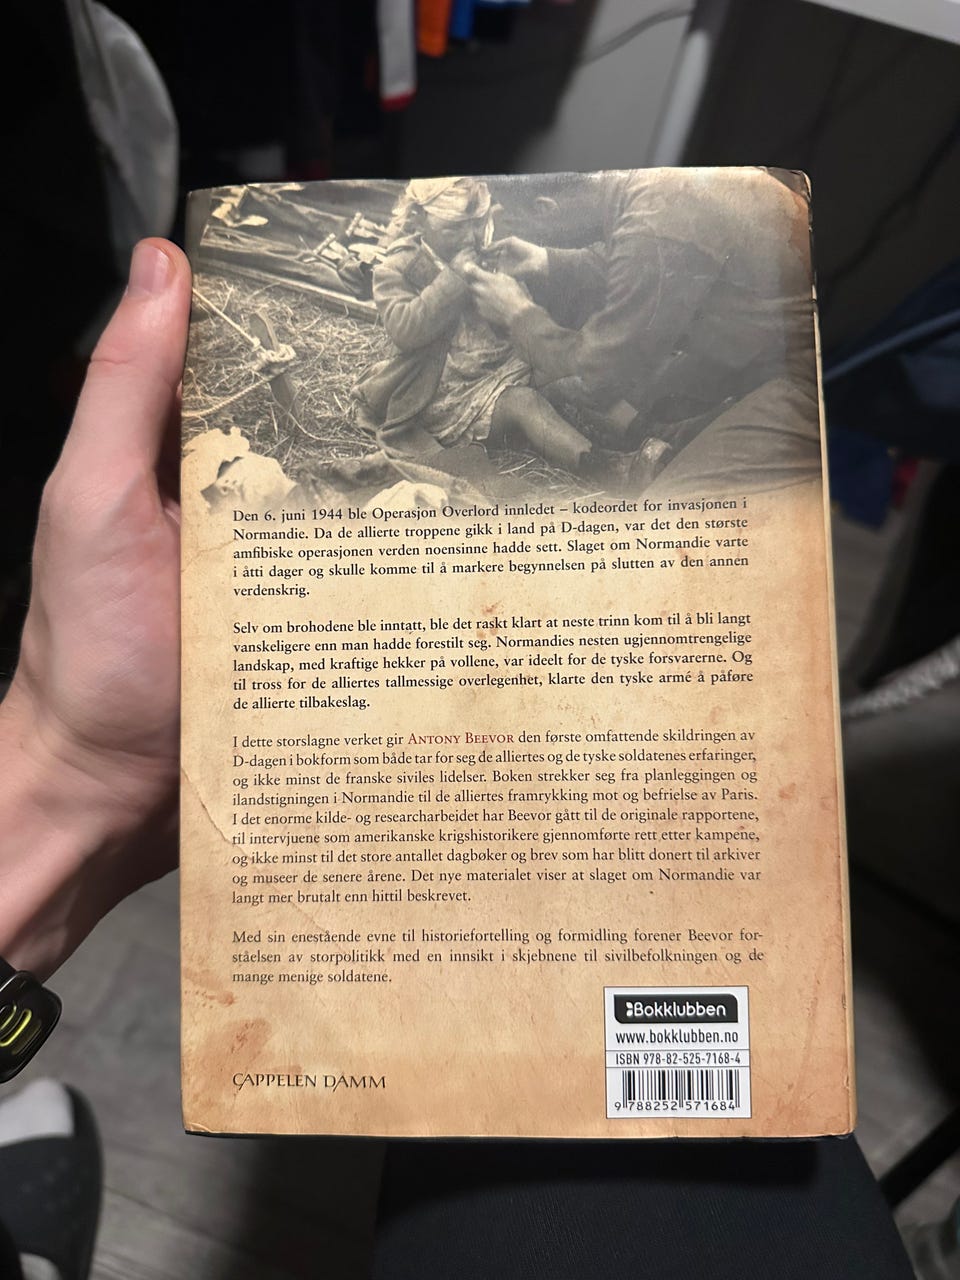 Den 6. juni 1944 ble Operasjon Overlord innledet – kodeordet for invasjonen i
Normandie. Da de allierte troppene gikk i land på D-dagen, var det den største
amfibiske operasjonen verden noensinne hadde sett. Slaget om Normandie varte
i åtti dager og skulle komme til å markere begynnelsen på slutten av den annen
verdenskrig.
Selv om brohodene ble inntatt, ble det raskt klart at neste trinn kom til å bli langt
vanskeligere enn man hadde forestilt seg. Normandies nesten ugjennomtrengelige
landskap, med kraftige hekker på vollene, var ideelt for de tyske forsvarerne. Og
til tross for de alliertes tallmessige overlegenhet, klarte den tyske armé å påføre
de allierte tilbakeslag.
I dette storslagne verket gir ANTONY BEEVOR den første omfattende skildringen av
D-dagen i bokform som både tar for seg de alliertes og de tyske soldatenes erfaringer,
og ikke minst de franske siviles lidelser. Boken strekker seg fra planleggingen og
ilandstigningen i Normandie til de alliertes framrykking mot og befrielse av Paris.
I det enorme kilde- og researcharbeidet har Beevor gått til de originale rapportene,
til intervjuene som amerikanske krigshistorikere gjennomførte rett etter kampene,
og ikke minst til det store antallet dagbøker og brev som har blitt donert til arkiver
og museer de senere årene. Det nye materialet viser at slaget om Normandie var
langt mer brutalt enn hittil beskrevet.
Med sin enestående evne til historiefortelling og formidling forener Beevor for-
ståelsen av storpolitikk med en innsikt i skjebnene til sivilbefolkningen og de
mange menige soldatene.
Bokklubben
www.bokklubben.no
ISBN 978-82-525-7168-4
9 788252 571684
CAPPELEN DAMM